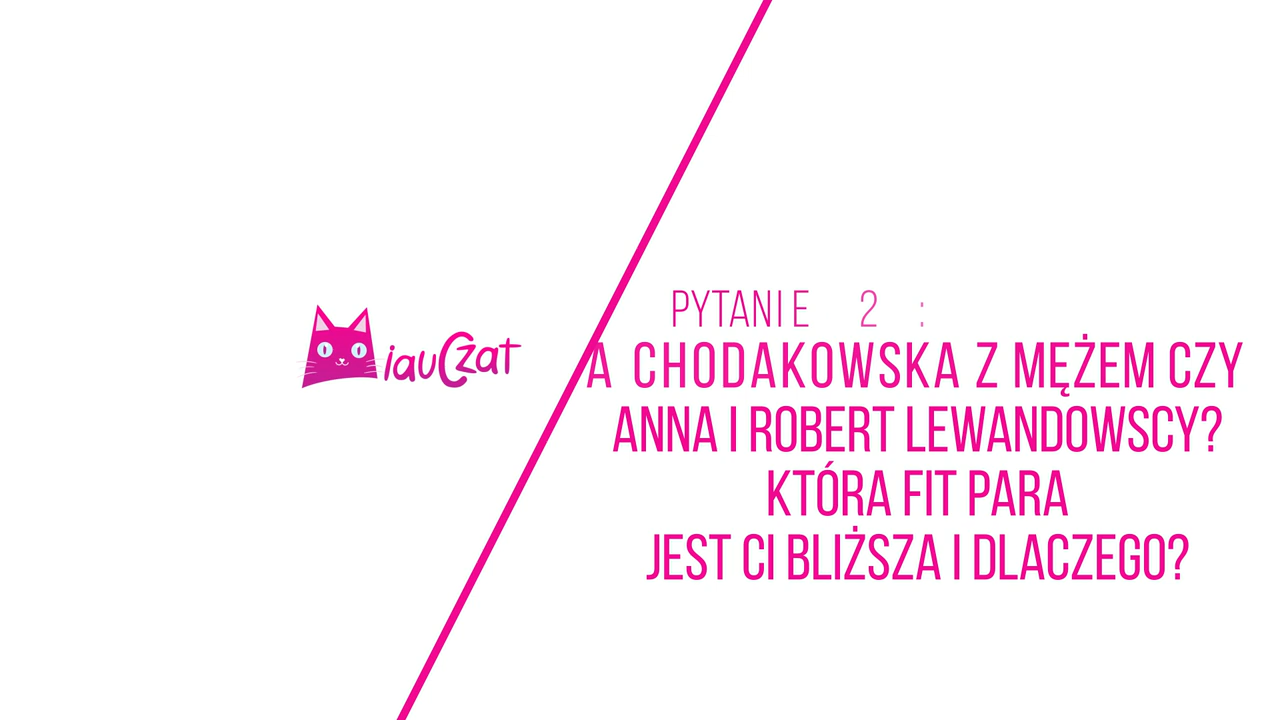 iauCzat
PYTANIE 2 :
A CHODAKOWSKA Z MĘŻEM CZY
ANNA I ROBERT LEWANDOWSCY?
KTÓRA FIT PARA
JEST CI BLIŻSZA I DLACZEGO?